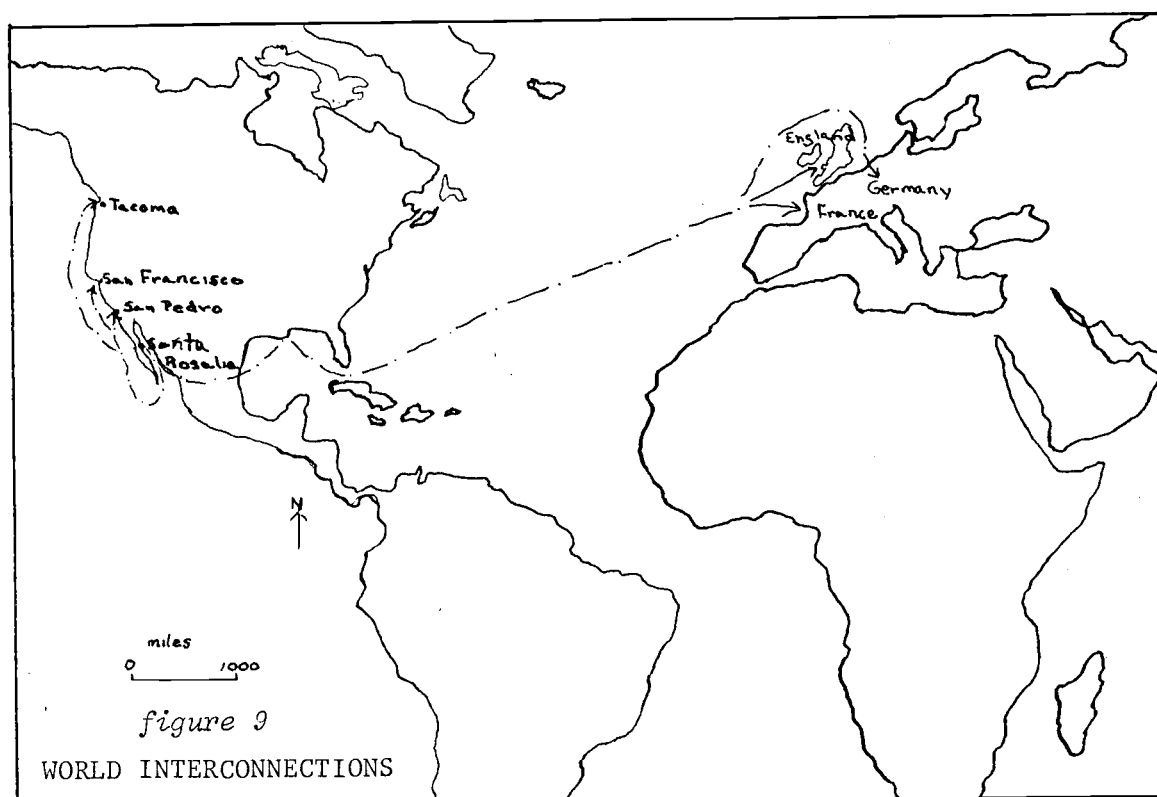 England
Germany
France
Tacoma
San Francisco
San Pedro
Santa
Rosalia
N
miles
0 1000
figure 9
WORLD INTERCONNECTIONS